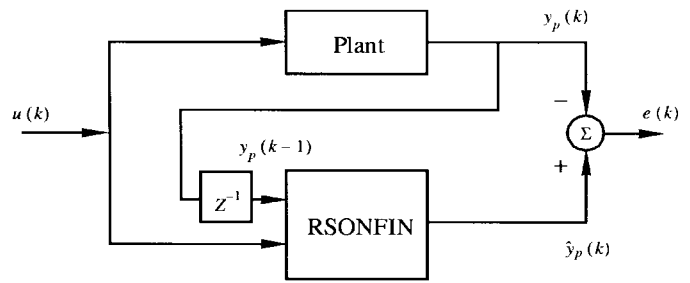 y_p(k)
Plant
u(k)
−
e(k)
Σ
y_p(k−1)
+
Z^{−1}
RSONFIN
ŷ_p(k)